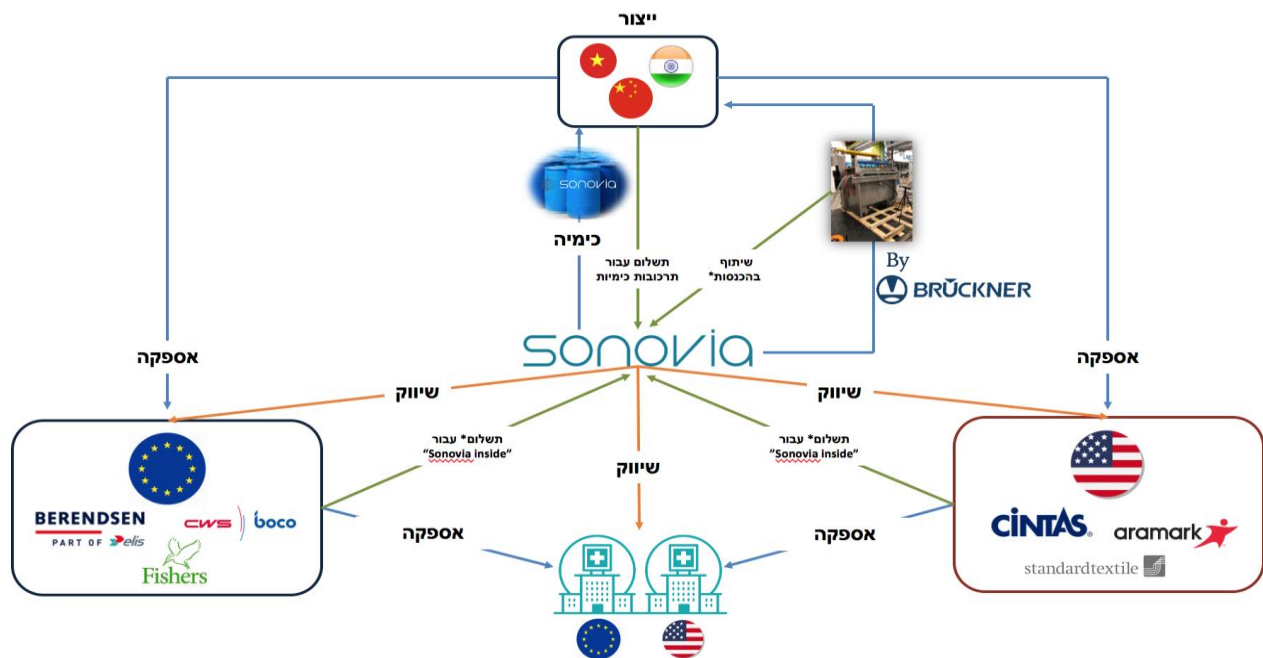 ייצור
sonovia
כימיה
תשלום עבור
תרכובות כימיות
שיתוף
בהכנסות*
By
BRÜCKNER
sonovia
אספקה
אספקה
שיווק
שיווק
תשלום* עבור
“Sonovia inside”
תשלום* עבור
“Sonovia inside”
שיווק
BERENDSEN
PART OF elis
cws boco
Fishers
CINTAS®
aramark
standardtextile
אספקה
אספקה